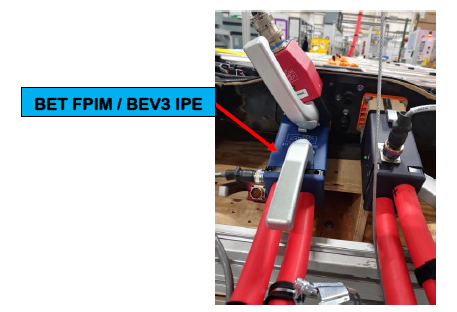 BET FPIM / BEV3 IPE